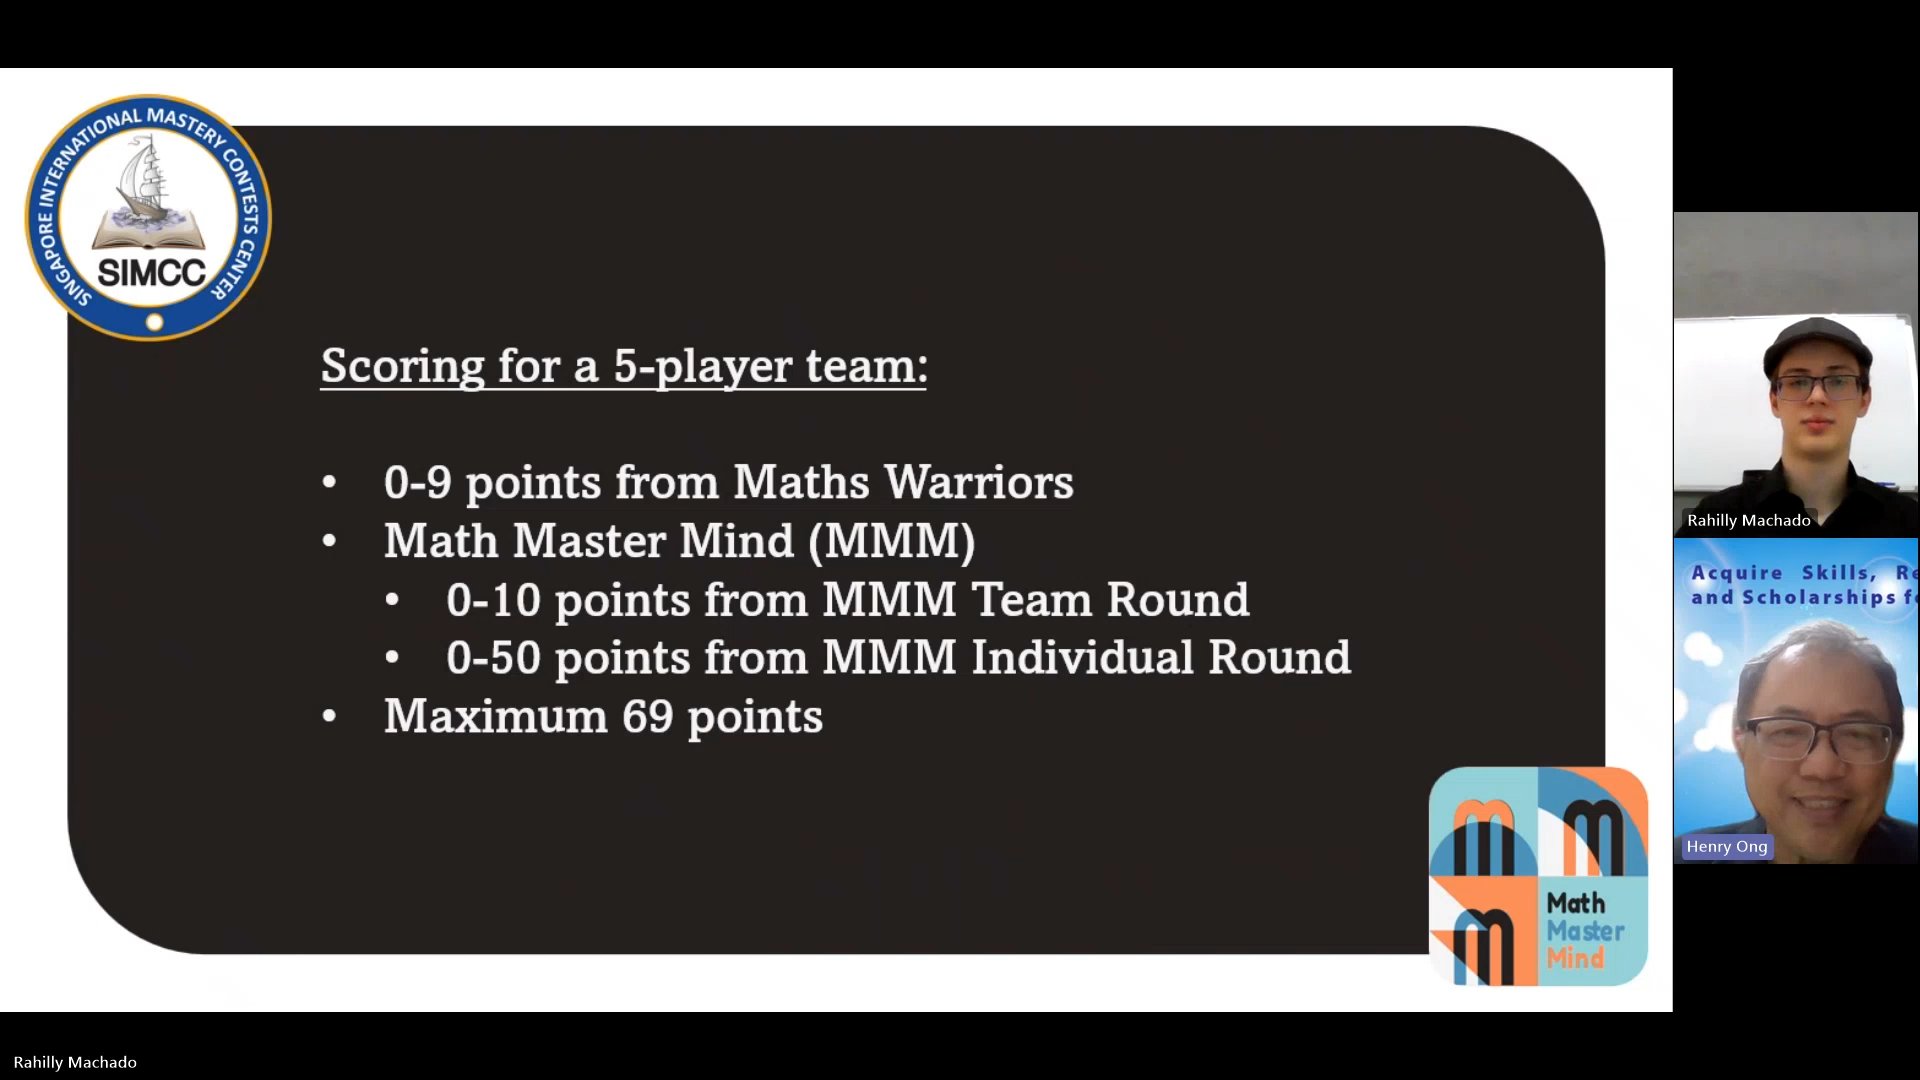 SINGAPORE INTERNATIONAL MASTERY CONTESTS CENTER
SIMCC
Scoring for a 5-player team:
• 0-9 points from Maths Warriors
• Math Master Mind (MMM)
• 0-10 points from MMM Team Round
• 0-50 points from MMM Individual Round
• Maximum 69 points
Math
Master
Mind
Rahilly Machado
Acquire Skills, Re
and Scholarships f
Henry Ong
Rahilly Machado